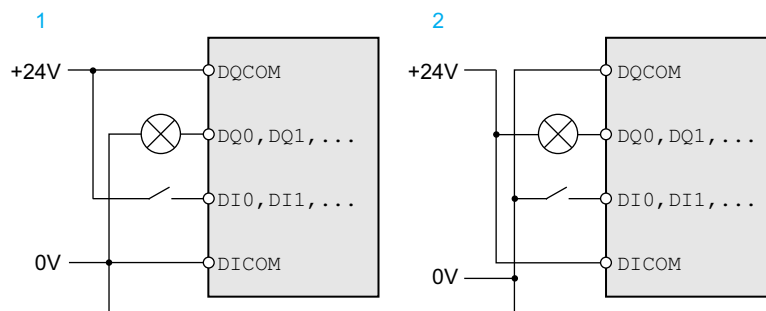 1
+24V
DQCOM
DQ0,DQ1,...
DI0,DI1,...
0V
DICOM
2
+24V
DQCOM
DQ0,DQ1,...
DI0,DI1,...
DICOM
0V